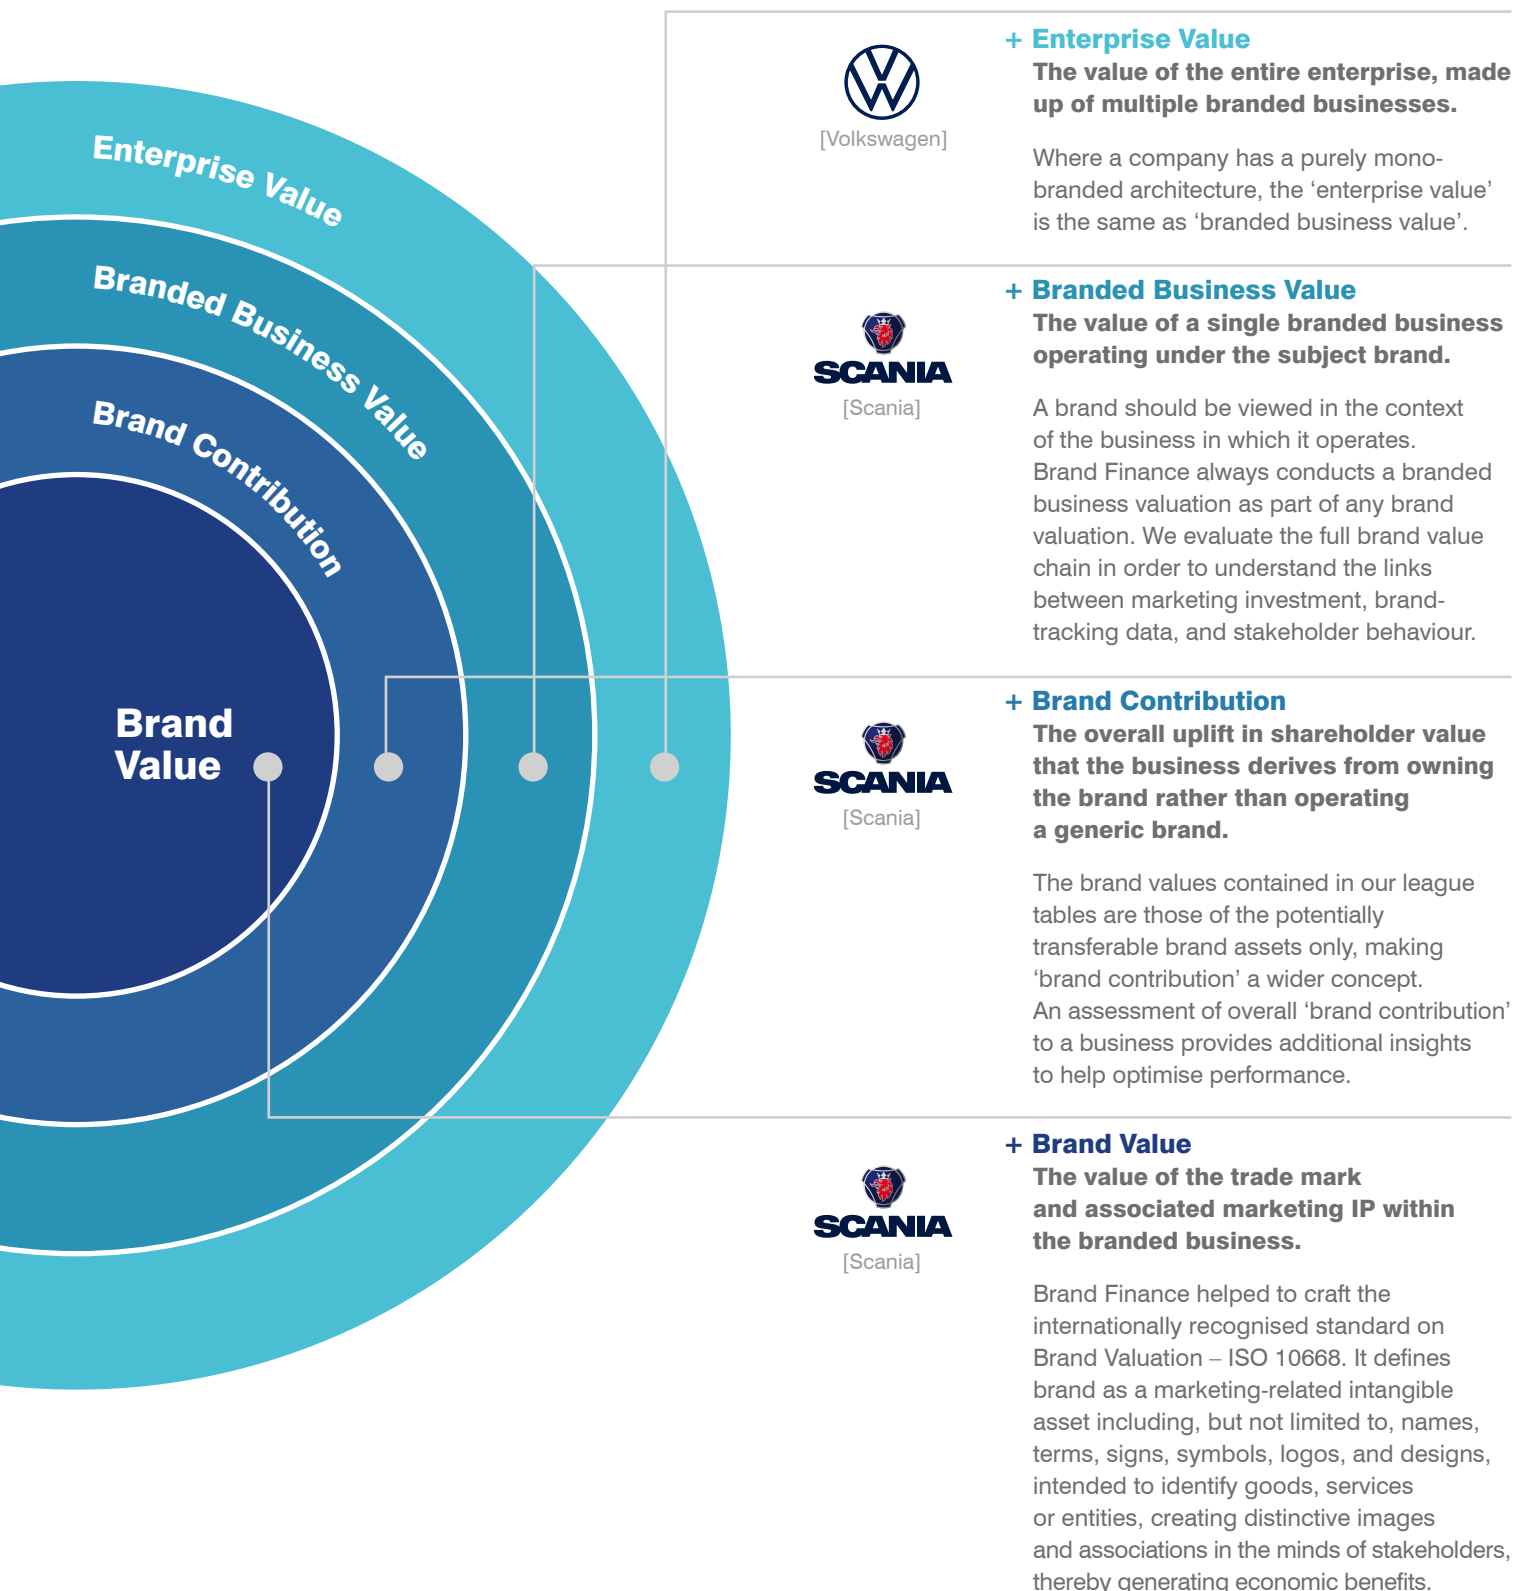 Enterprise Value
Branded Business Value
Brand Contribution
Brand
Value
[Volkswagen]
+ Enterprise Value
The value of the entire enterprise, made
up of multiple branded businesses.
Where a company has a purely mono-
branded architecture, the ‘enterprise value’
is the same as ‘branded business value’.
SCANIA
[Scania]
+ Branded Business Value
The value of a single branded business
operating under the subject brand.
A brand should be viewed in the context
of the business in which it operates.
Brand Finance always conducts a branded
business valuation as part of any brand
valuation. We evaluate the full brand value
chain in order to understand the links
between marketing investment, brand-
tracking data, and stakeholder behaviour.
SCANIA
[Scania]
+ Brand Contribution
The overall uplift in shareholder value
that the business derives from owning
the brand rather than operating
a generic brand.
The brand values contained in our league
tables are those of the potentially
transferable brand assets only, making
‘brand contribution’ a wider concept.
An assessment of overall ‘brand contribution’
to a business provides additional insights
to help optimise performance.
SCANIA
[Scania]
+ Brand Value
The value of the trade mark
and associated marketing IP within
the branded business.
Brand Finance helped to craft the
internationally recognised standard on
Brand Valuation – ISO 10668. It defines
brand as a marketing-related intangible
asset including, but not limited to, names,
terms, signs, symbols, logos, and designs,
intended to identify goods, services
or entities, creating distinctive images
and associations in the minds of stakeholders,
thereby generating economic benefits.